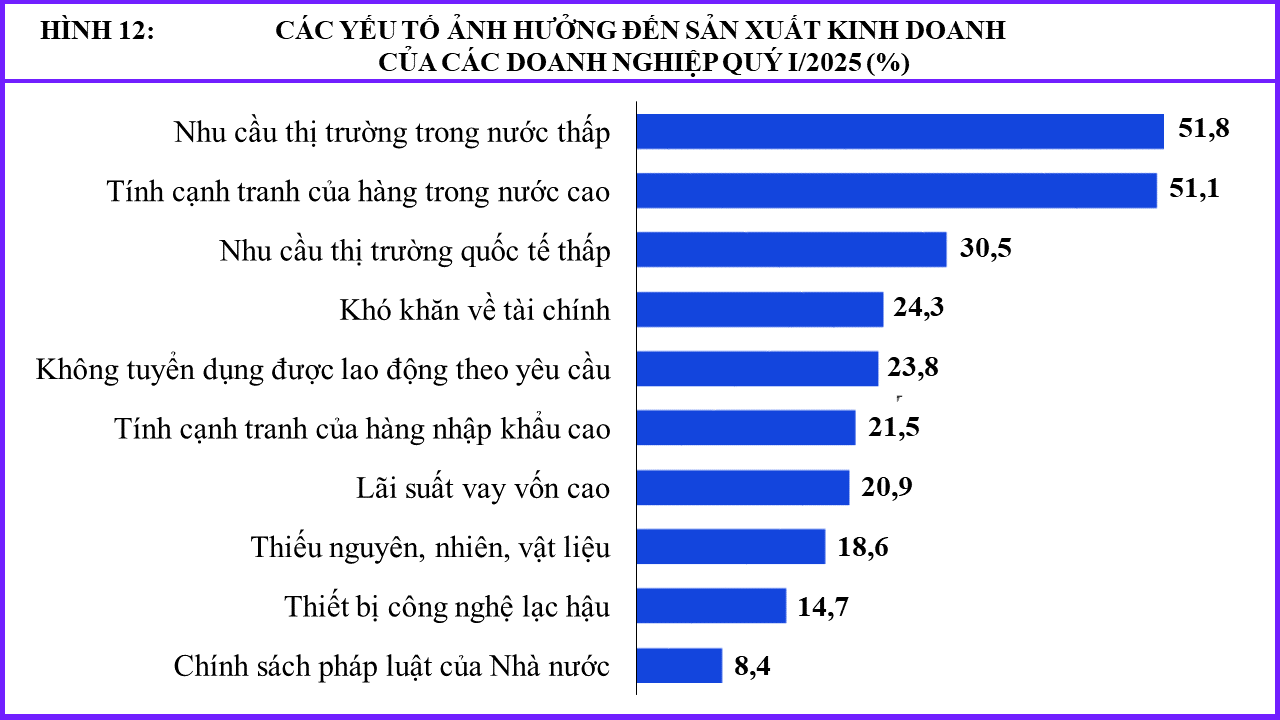 HÌNH 12: CÁC YẾU TỐ ẢNH HƯỞNG ĐẾN SẢN XUẤT KINH DOANH
CỦA CÁC DOANH NGHIỆP QUÝ I/2025 (%)
Nhu cầu thị trường trong nước thấp 51,8
Tính cạnh tranh của hàng trong nước cao 51,1
Nhu cầu thị trường quốc tế thấp 30,5
Khó khăn về tài chính 24,3
Không tuyển dụng được lao động theo yêu cầu 23,8
Tính cạnh tranh của hàng nhập khẩu cao 21,5
Lãi suất vay vốn cao 20,9
Thiếu nguyên, nhiên, vật liệu 18,6
Thiết bị công nghệ lạc hậu 14,7
Chính sách pháp luật của Nhà nước 8,4